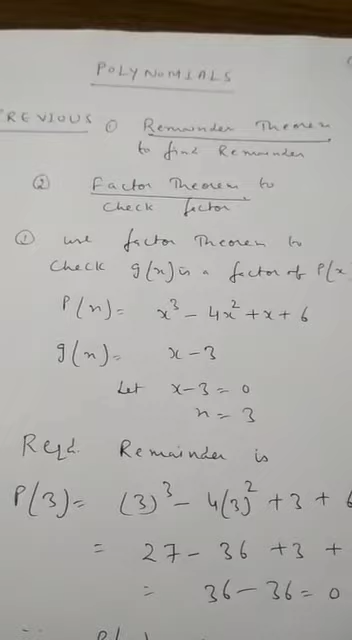 POLYNOMIALS
PREVIOUS ① Remainder Theorem
to find Remainder
② Factor Theorem to
check factor
① use factor Theorem to
check g(x) is a factor of P(x
P(x) = x³ - 4x² + x + 6
g(x) = x - 3
Let x - 3 = 0
x = 3
Reqd. Remainder is
P(3) = (3)³ - 4(3)² + 3 + 6
= 27 - 36 + 3 +
= 36 - 36 = 0